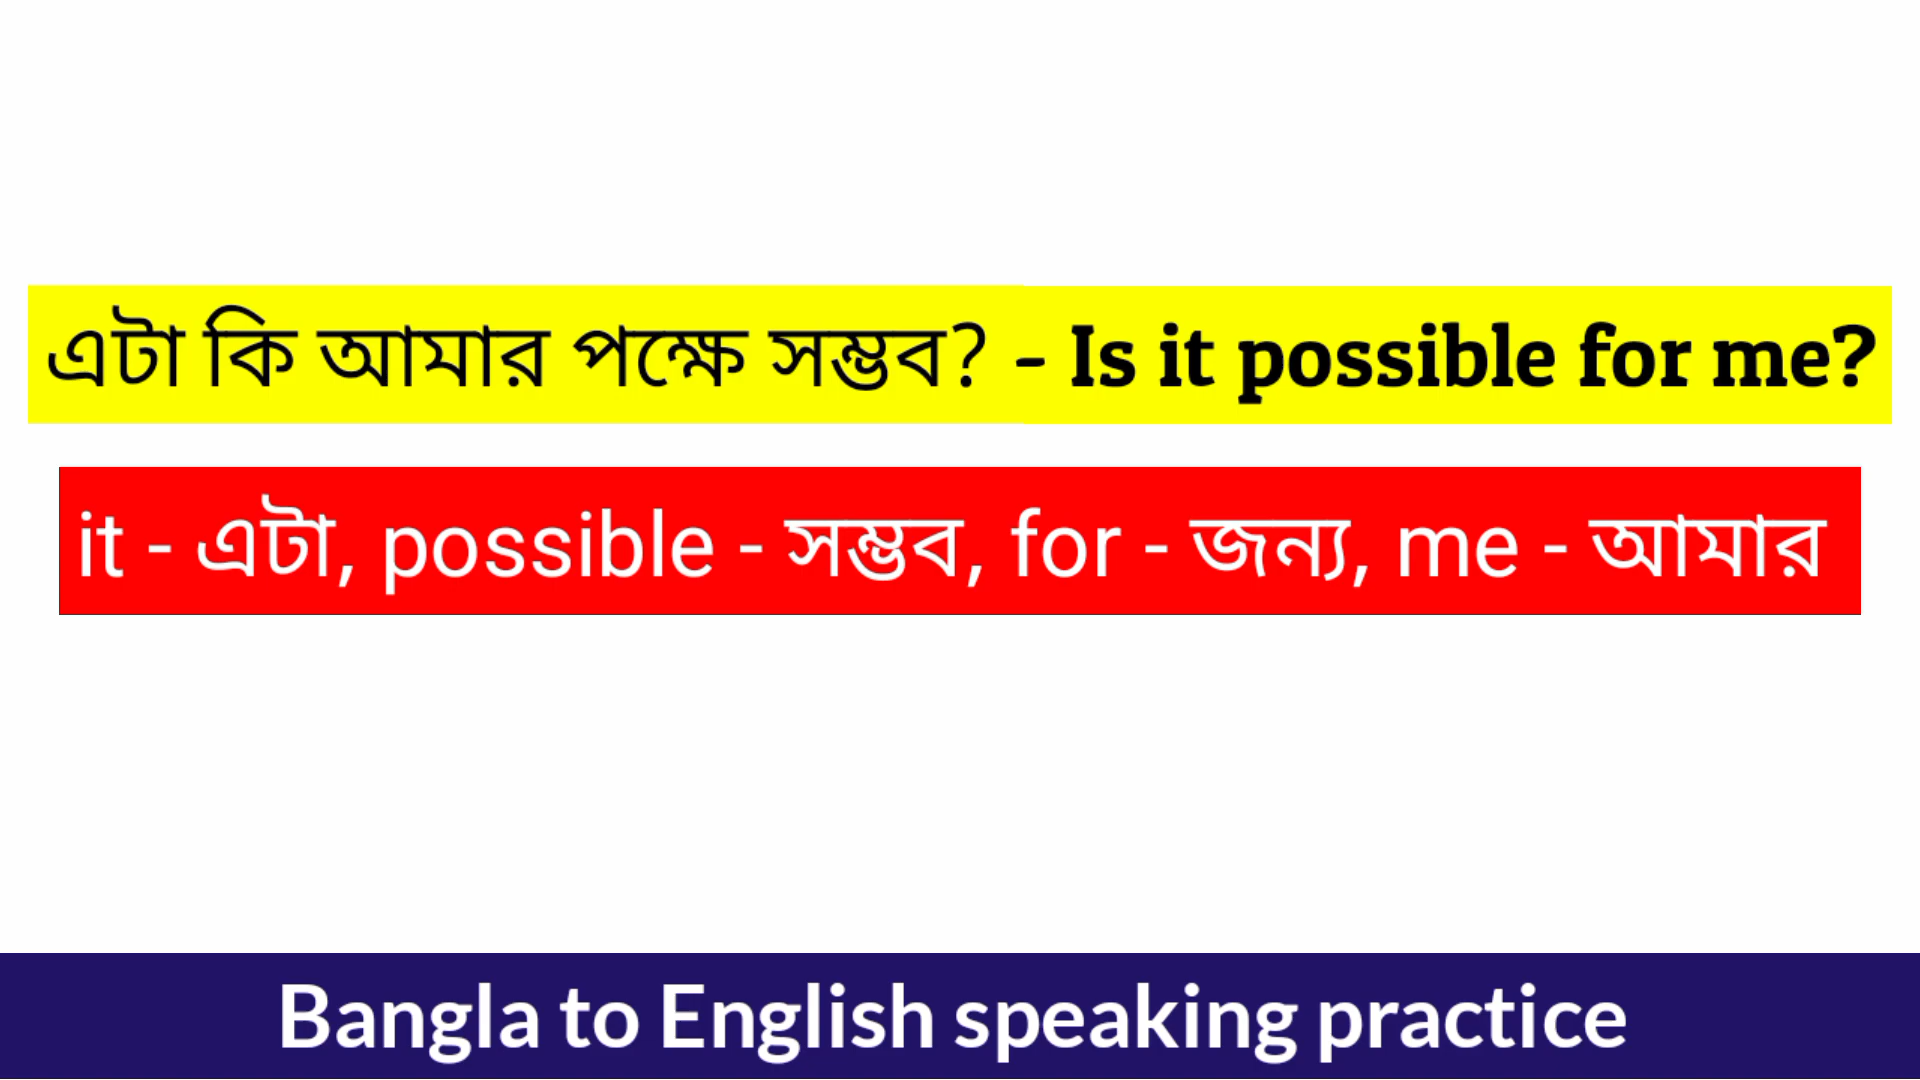 এটা কি আমার পক্ষে সম্ভব? - Is it possible for me?
it - এটা, possible - সম্ভব, for - জন্য, me - আমার
Bangla to English speaking practice